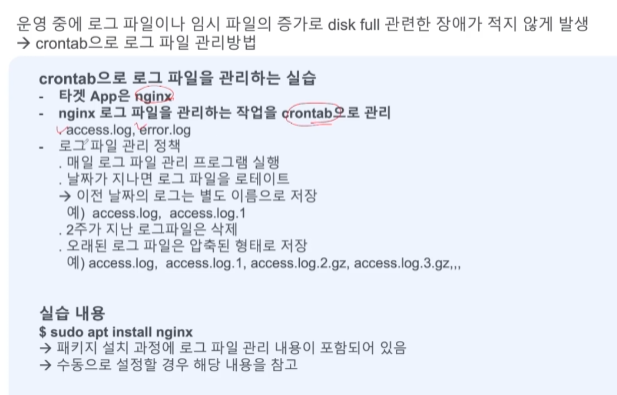 운영 중에 로그 파일이나 임시 파일의 증가로 disk full 관련한 장애가 적지 않게 발생
→ crontab으로 로그 파일 관리방법
crontab으로 로그 파일을 관리하는 실습
- 타겟 App은 nginx
- nginx 로그 파일을 관리하는 작업을 crontab으로 관리
access.log, error.log
- 로그 파일 관리 정책
. 매일 로그 파일 관리 프로그램 실행
. 날짜가 지나면 로그 파일을 로테이트
→ 이전 날짜의 로그는 별도 이름으로 저장
예) access.log, access.log.1
. 2주가 지난 로그파일은 삭제
. 오래된 로그 파일은 압축된 형태로 저장
예) access.log, access.log.1, access.log.2.gz, access.log.3.gz,,,
실습 내용
$ sudo apt install nginx
→ 패키지 설치 과정에 로그 파일 관리 내용이 포함되어 있음
→ 수동으로 설정할 경우 해당 내용을 참고